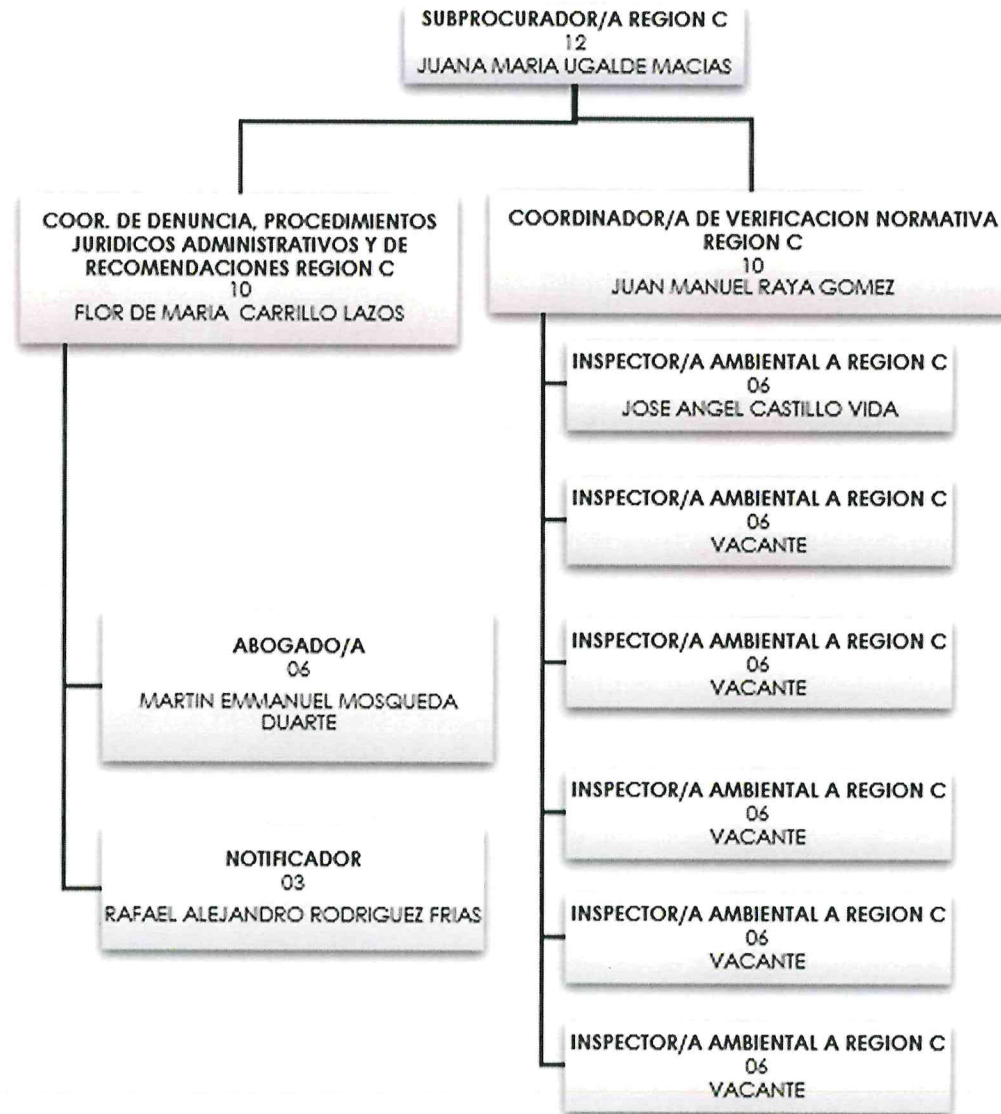 SUBPROCURADOR/A REGION C
12
JUANA MARIA UGALDE MACIAS
COOR. DE DENUNCIA, PROCEDIMIENTOS
JURIDICOS ADMINISTRATIVOS Y DE
RECOMENDACIONES REGION C
10
FLOR DE MARIA CARRILLO LAZOS
ABOGADO/A
06
MARTIN EMMANUEL MOSQUEDA
DUARTE
NOTIFICADOR
03
RAFAEL ALEJANDRO RODRIGUEZ FRIAS
COORDINADOR/A DE VERIFICACION NORMATIVA
REGION C
10
JUAN MANUEL RAYA GOMEZ
INSPECTOR/A AMBIENTAL A REGION C
06
JOSE ANGEL CASTILLO VIDA
INSPECTOR/A AMBIENTAL A REGION C
06
VACANTE
INSPECTOR/A AMBIENTAL A REGION C
06
VACANTE
INSPECTOR/A AMBIENTAL A REGION C
06
VACANTE
INSPECTOR/A AMBIENTAL A REGION C
06
VACANTE
INSPECTOR/A AMBIENTAL A REGION C
06
VACANTE